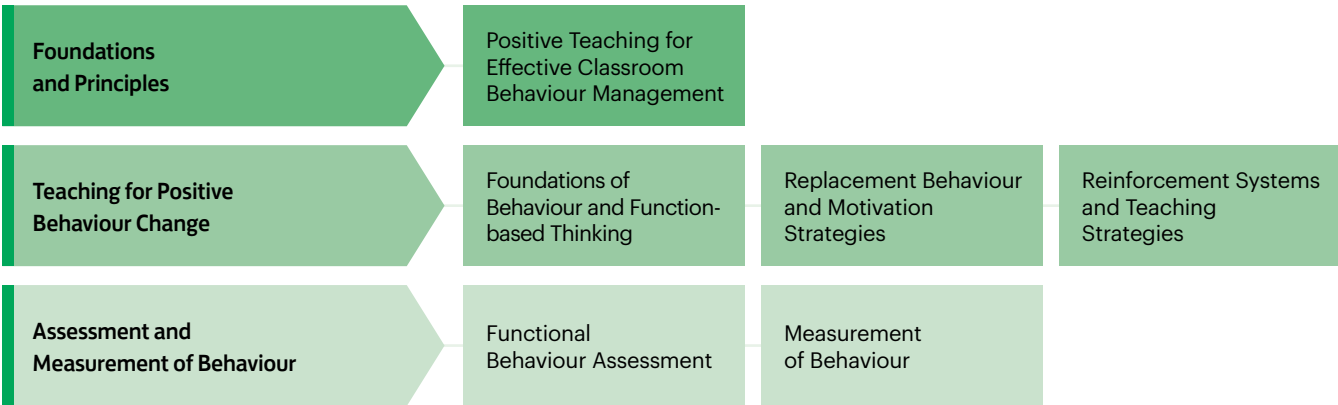 Foundations
and Principles
Positive Teaching for
Effective Classroom
Behaviour Management
Teaching for Positive
Behaviour Change
Foundations of
Behaviour and Function-
based Thinking
Replacement Behaviour
and Motivation
Strategies
Reinforcement Systems
and Teaching
Strategies
Assessment and
Measurement of Behaviour
Functional
Behaviour Assessment
Measurement
of Behaviour